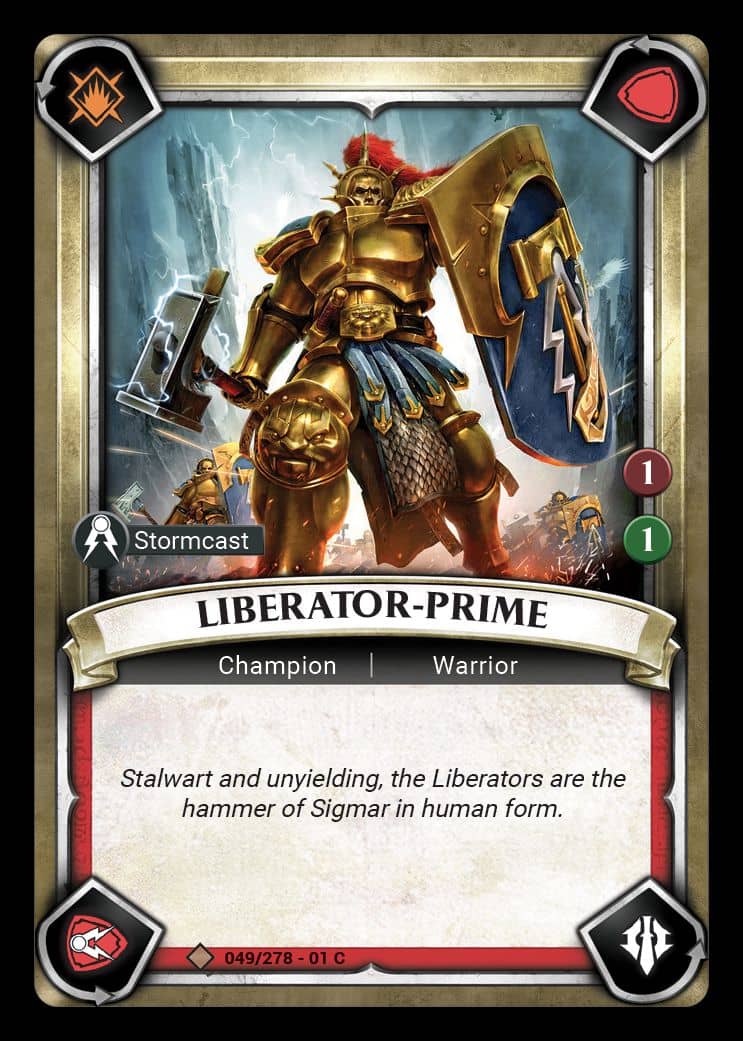 1
Stormcast
1
LIBERATOR-PRIME
Champion | Warrior
Stalwart and unyielding, the Liberators are the
hammer of Sigmar in human form.
049/278 - 01 C